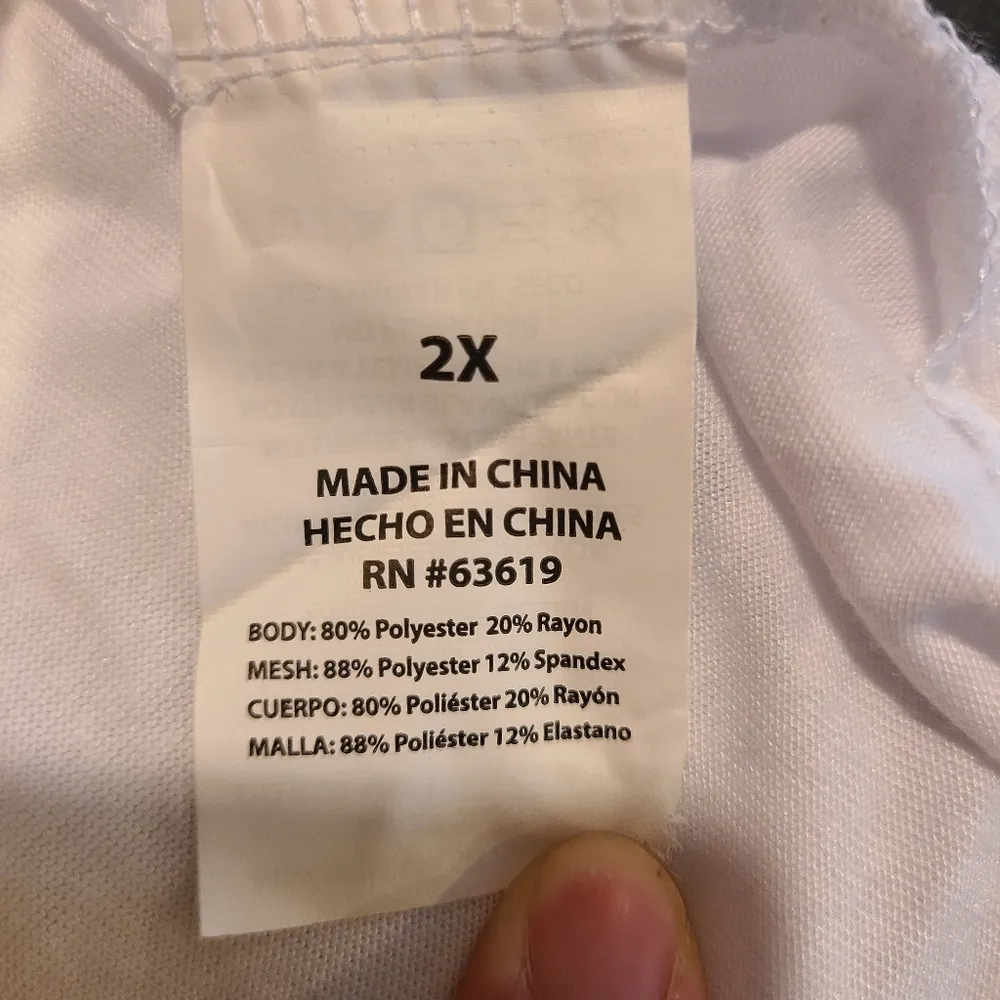 2X
MADE IN CHINA
HECHO EN CHINA
RN #63619
BODY: 80% Polyester 20% Rayon
MESH: 88% Polyester 12% Spandex
CUERPO: 80% Poliéster 20% Rayón
MALLA: 88% Poliéster 12% Elastano